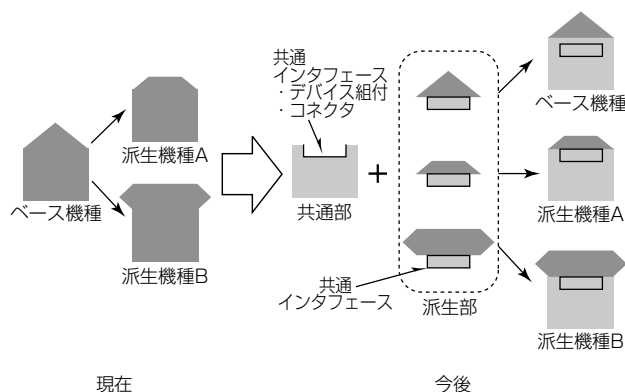 共通
インタフェース
・デバイス組付
・コネクタ
ベース機種
派生機種A
派生機種B
共通部
+
共通
インタフェース
派生部
ベース機種
派生機種A
派生機種B
現在
今後